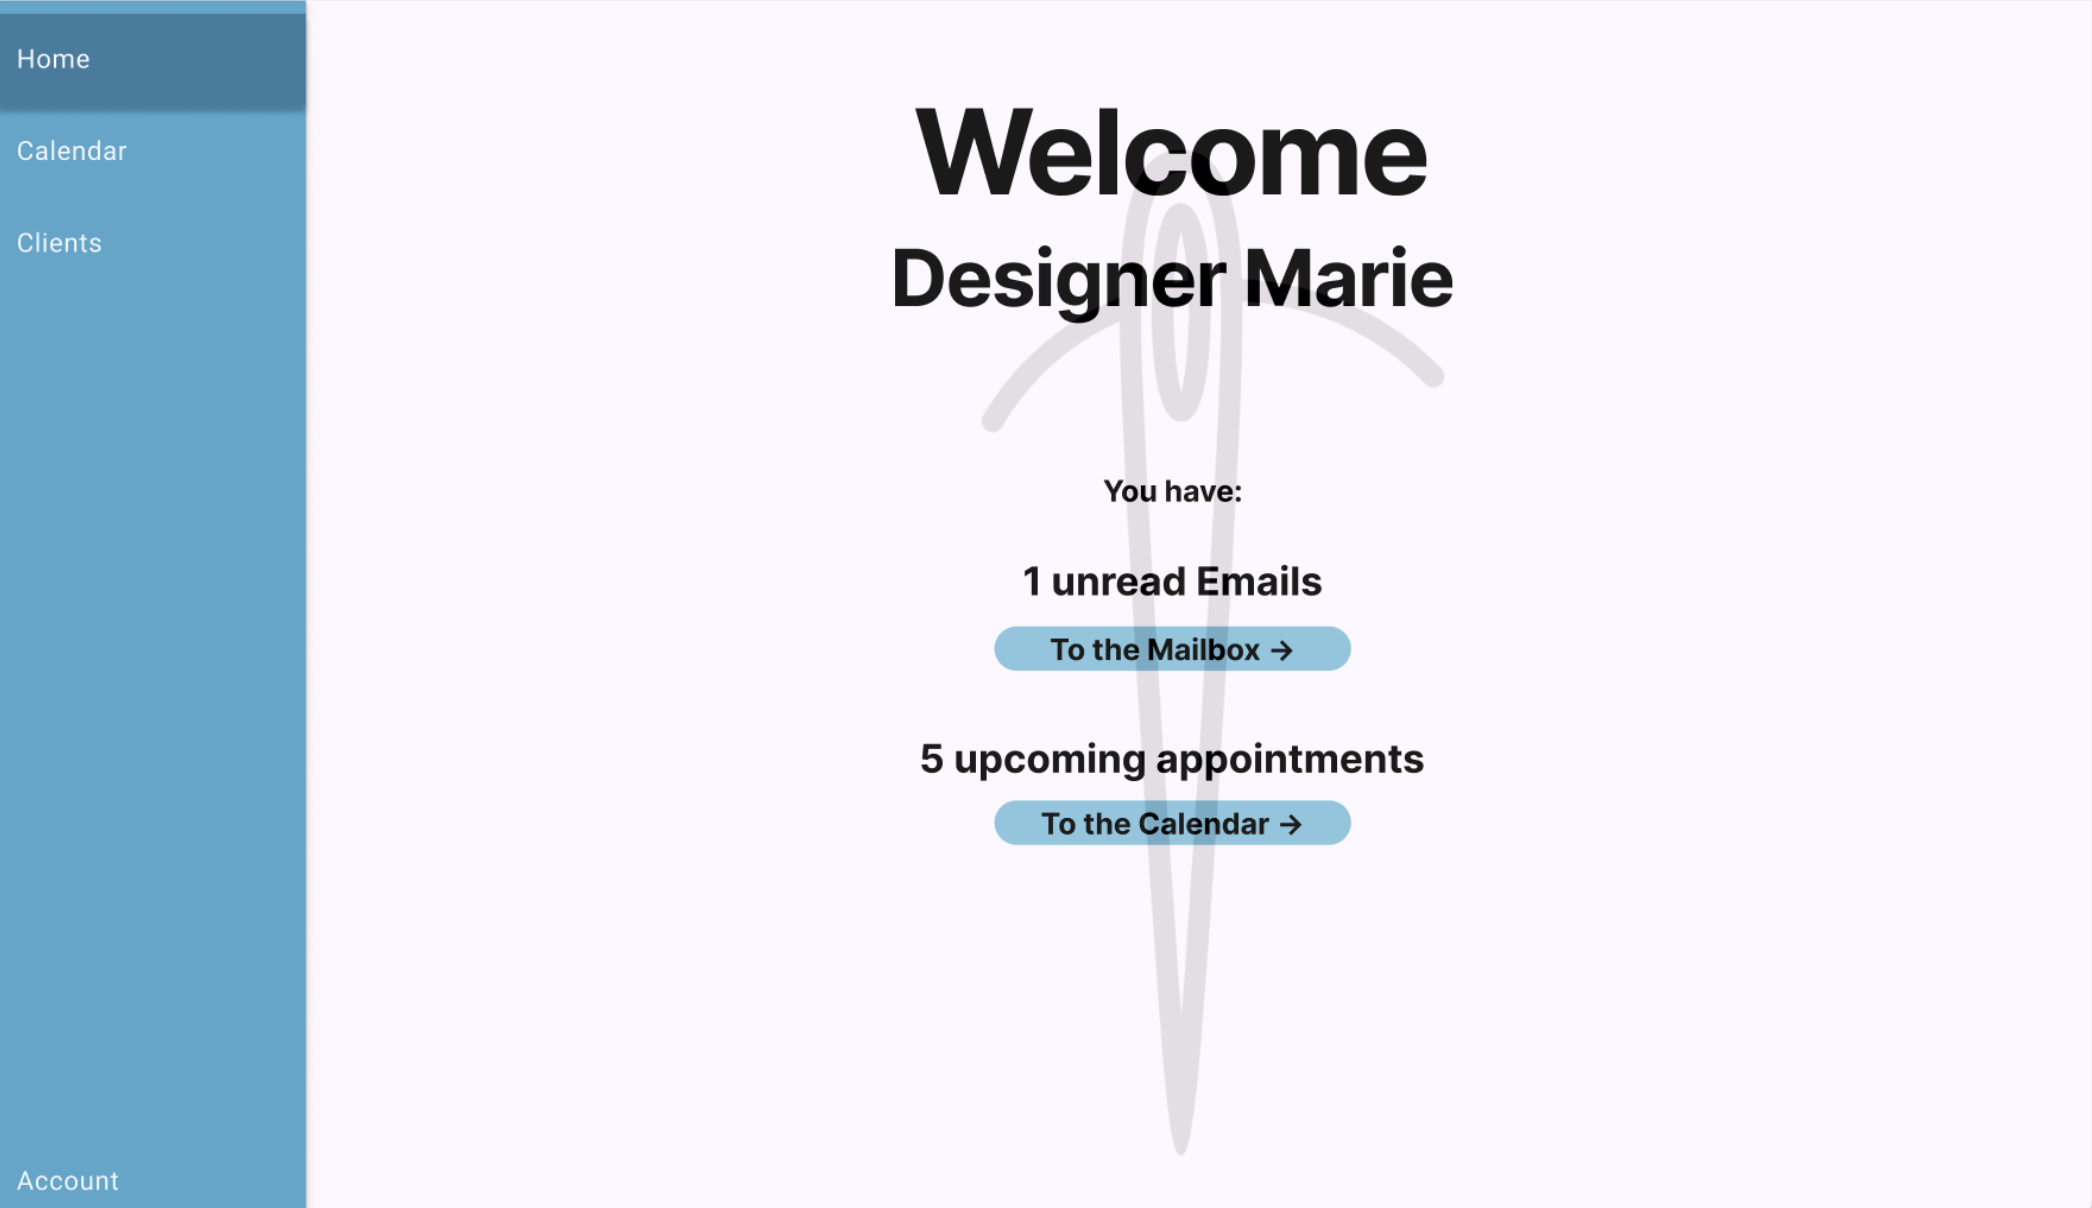 Home
Calendar
Clients
Account
Welcome
Designer Marie
You have:
1 unread Emails
To the Mailbox →
5 upcoming appointments
To the Calendar →